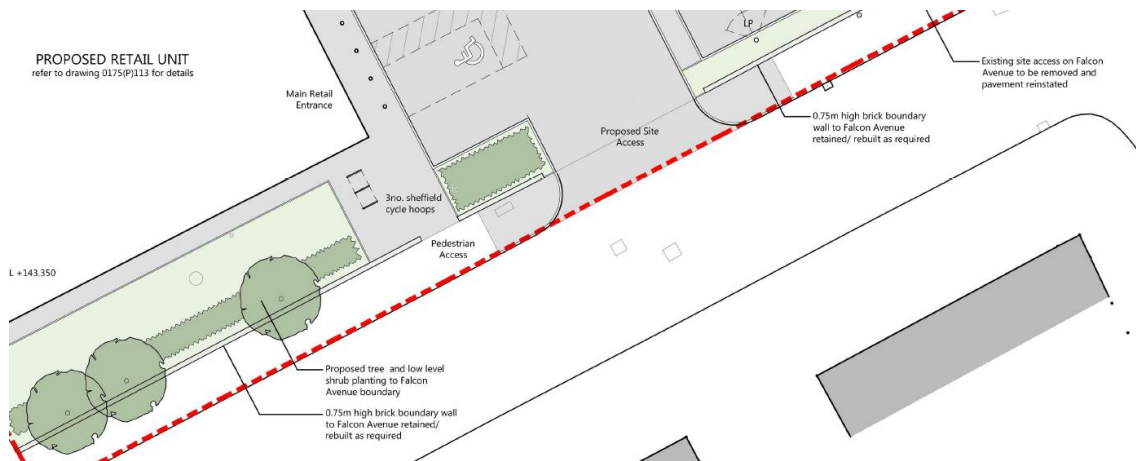 PROPOSED RETAIL UNIT
refer to drawing 0175(P)113 for details
Main Retail
Entrance
LP
Existing site access on Falcon
Avenue to be removed and
pavement reinstated
0.75m high brick boundary
wall to Falcon Avenue
retained/ rebuilt as required
Proposed Site
Access
3no. sheffield
cycle hoops
Pedestrian
Access
L +143.350
Proposed tree and low level
shrub planting to Falcon
Avenue boundary
0.75m high brick boundary wall
to Falcon Avenue retained/
rebuilt as required